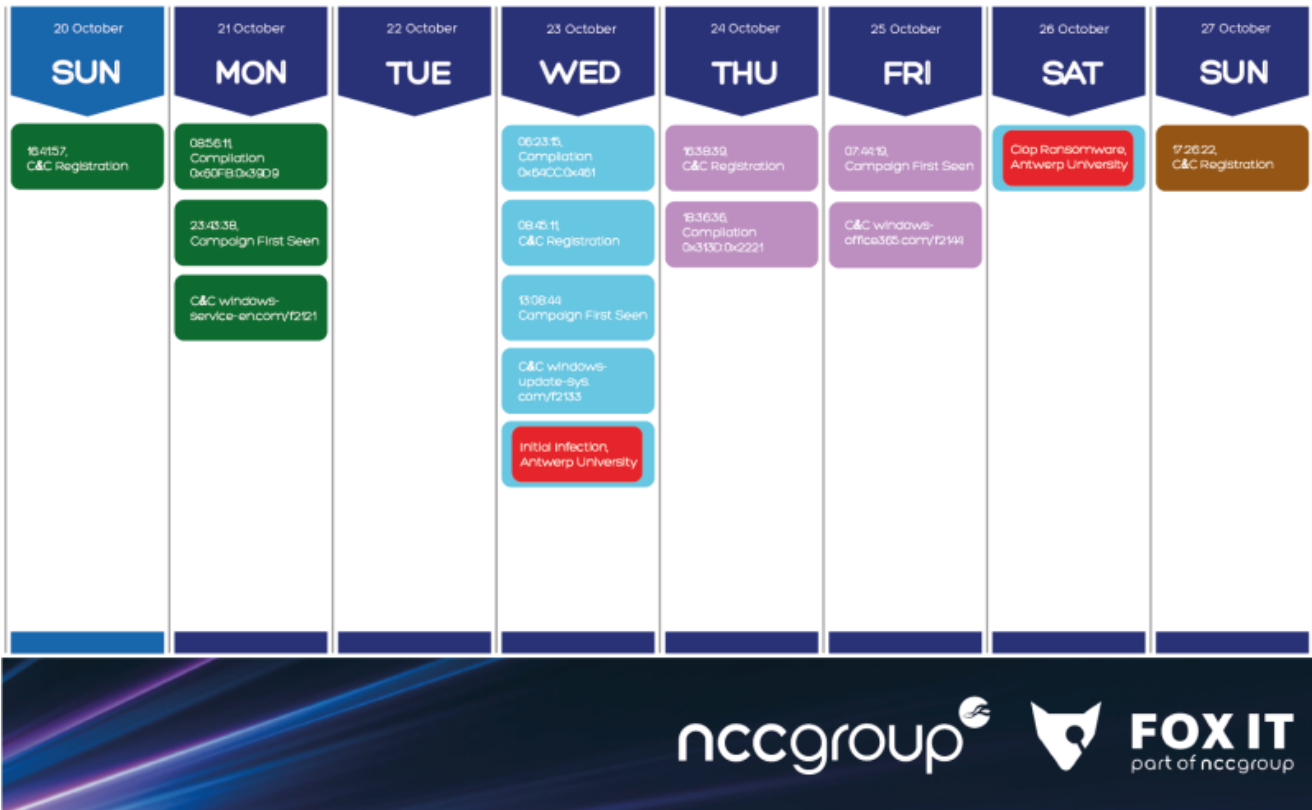 20 October
SUN
16:41:57,
C&C Registration
21 October
MON
08:56:11,
Compilation
0x60FB:0x39D9
23:43:38,
Campaign First Seen
C&C windows-
service-en.com/f2121
22 October
TUE
23 October
WED
06:23:15,
Compilation
0x64CC:0x461
08:45:11,
C&C Registration
13:08:44
Campaign First Seen
C&C windows-
update-sys.
com/f2133
Initial Infection,
Antwerp University
24 October
THU
16:38:39,
C&C Registration
18:36:36,
Compilation
0x313D:0x2221
25 October
FRI
07:44:19,
Campaign First Seen
C&C windows-
office365.com/f2144
26 October
SAT
Clop Ransomware,
Antwerp University
27 October
SUN
17:26:22,
C&C Registration
nccgroup
FOX IT
part of nccgroup